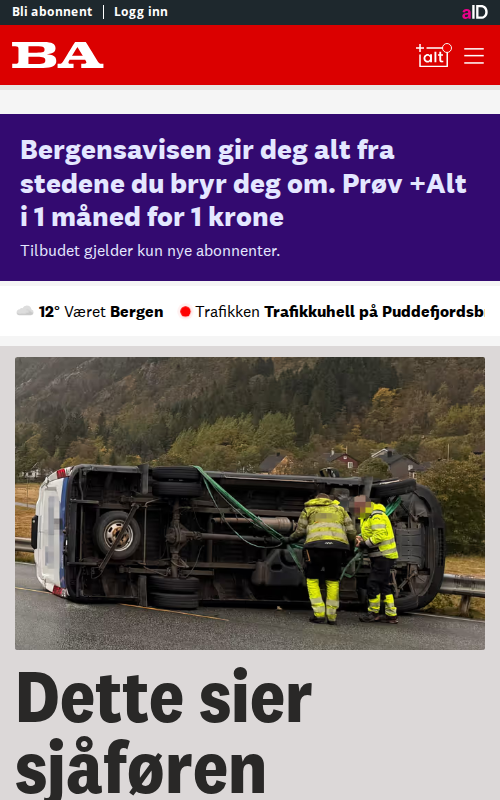 Bli abonnent | Logg inn
aID
BA
+alt
Bergensavisen gir deg alt fra
stedene du bryr deg om. Prøv +Alt
i 1 måned for 1 krone
Tilbudet gjelder kun nye abonnenter.
12° Været Bergen
Trafikken Trafikkuhell på Puddefjordsb
Dette sier
sjåføren